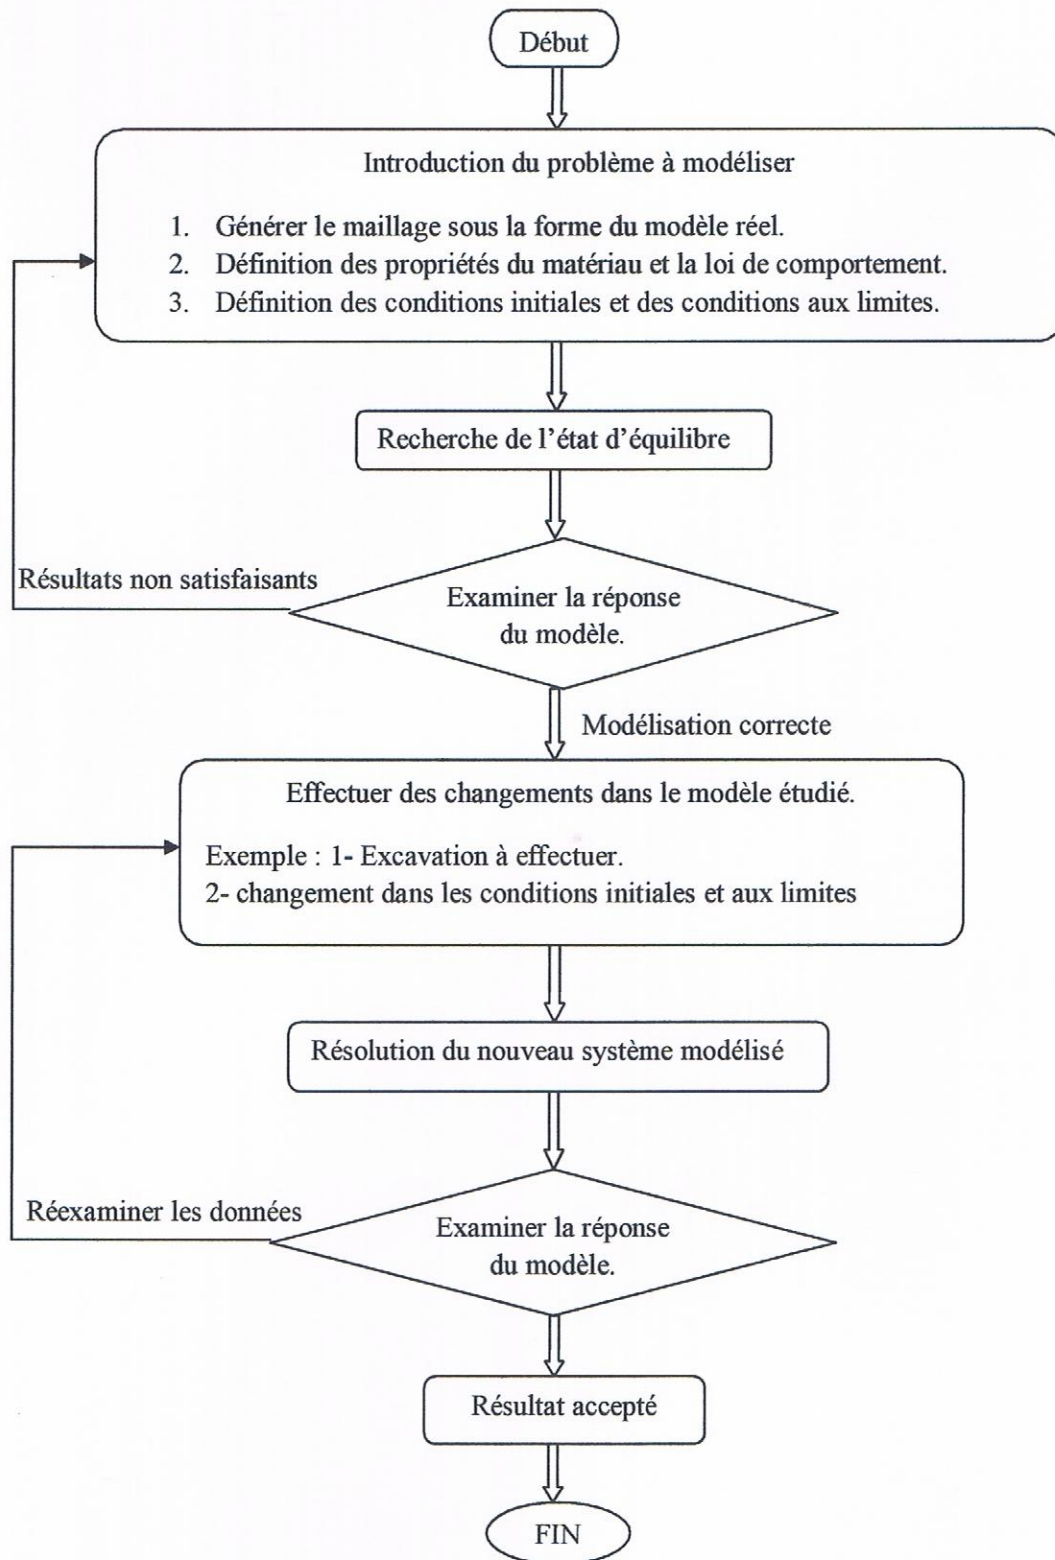 Début
Introduction du problème à modéliser
1. Générer le maillage sous la forme du modèle réel.
2. Définition des propriétés du matériau et la loi de comportement.
3. Définition des conditions initiales et des conditions aux limites.
Recherche de l'état d'équilibre
Résultats non satisfaisants
Examiner la réponse
du modèle.
Modélisation correcte
Effectuer des changements dans le modèle étudié.
Exemple : 1- Excavation à effectuer.
2- changement dans les conditions initiales et aux limites
Résolution du nouveau système modélisé
Réexaminer les données
Examiner la réponse
du modèle.
Résultat accepté
FIN